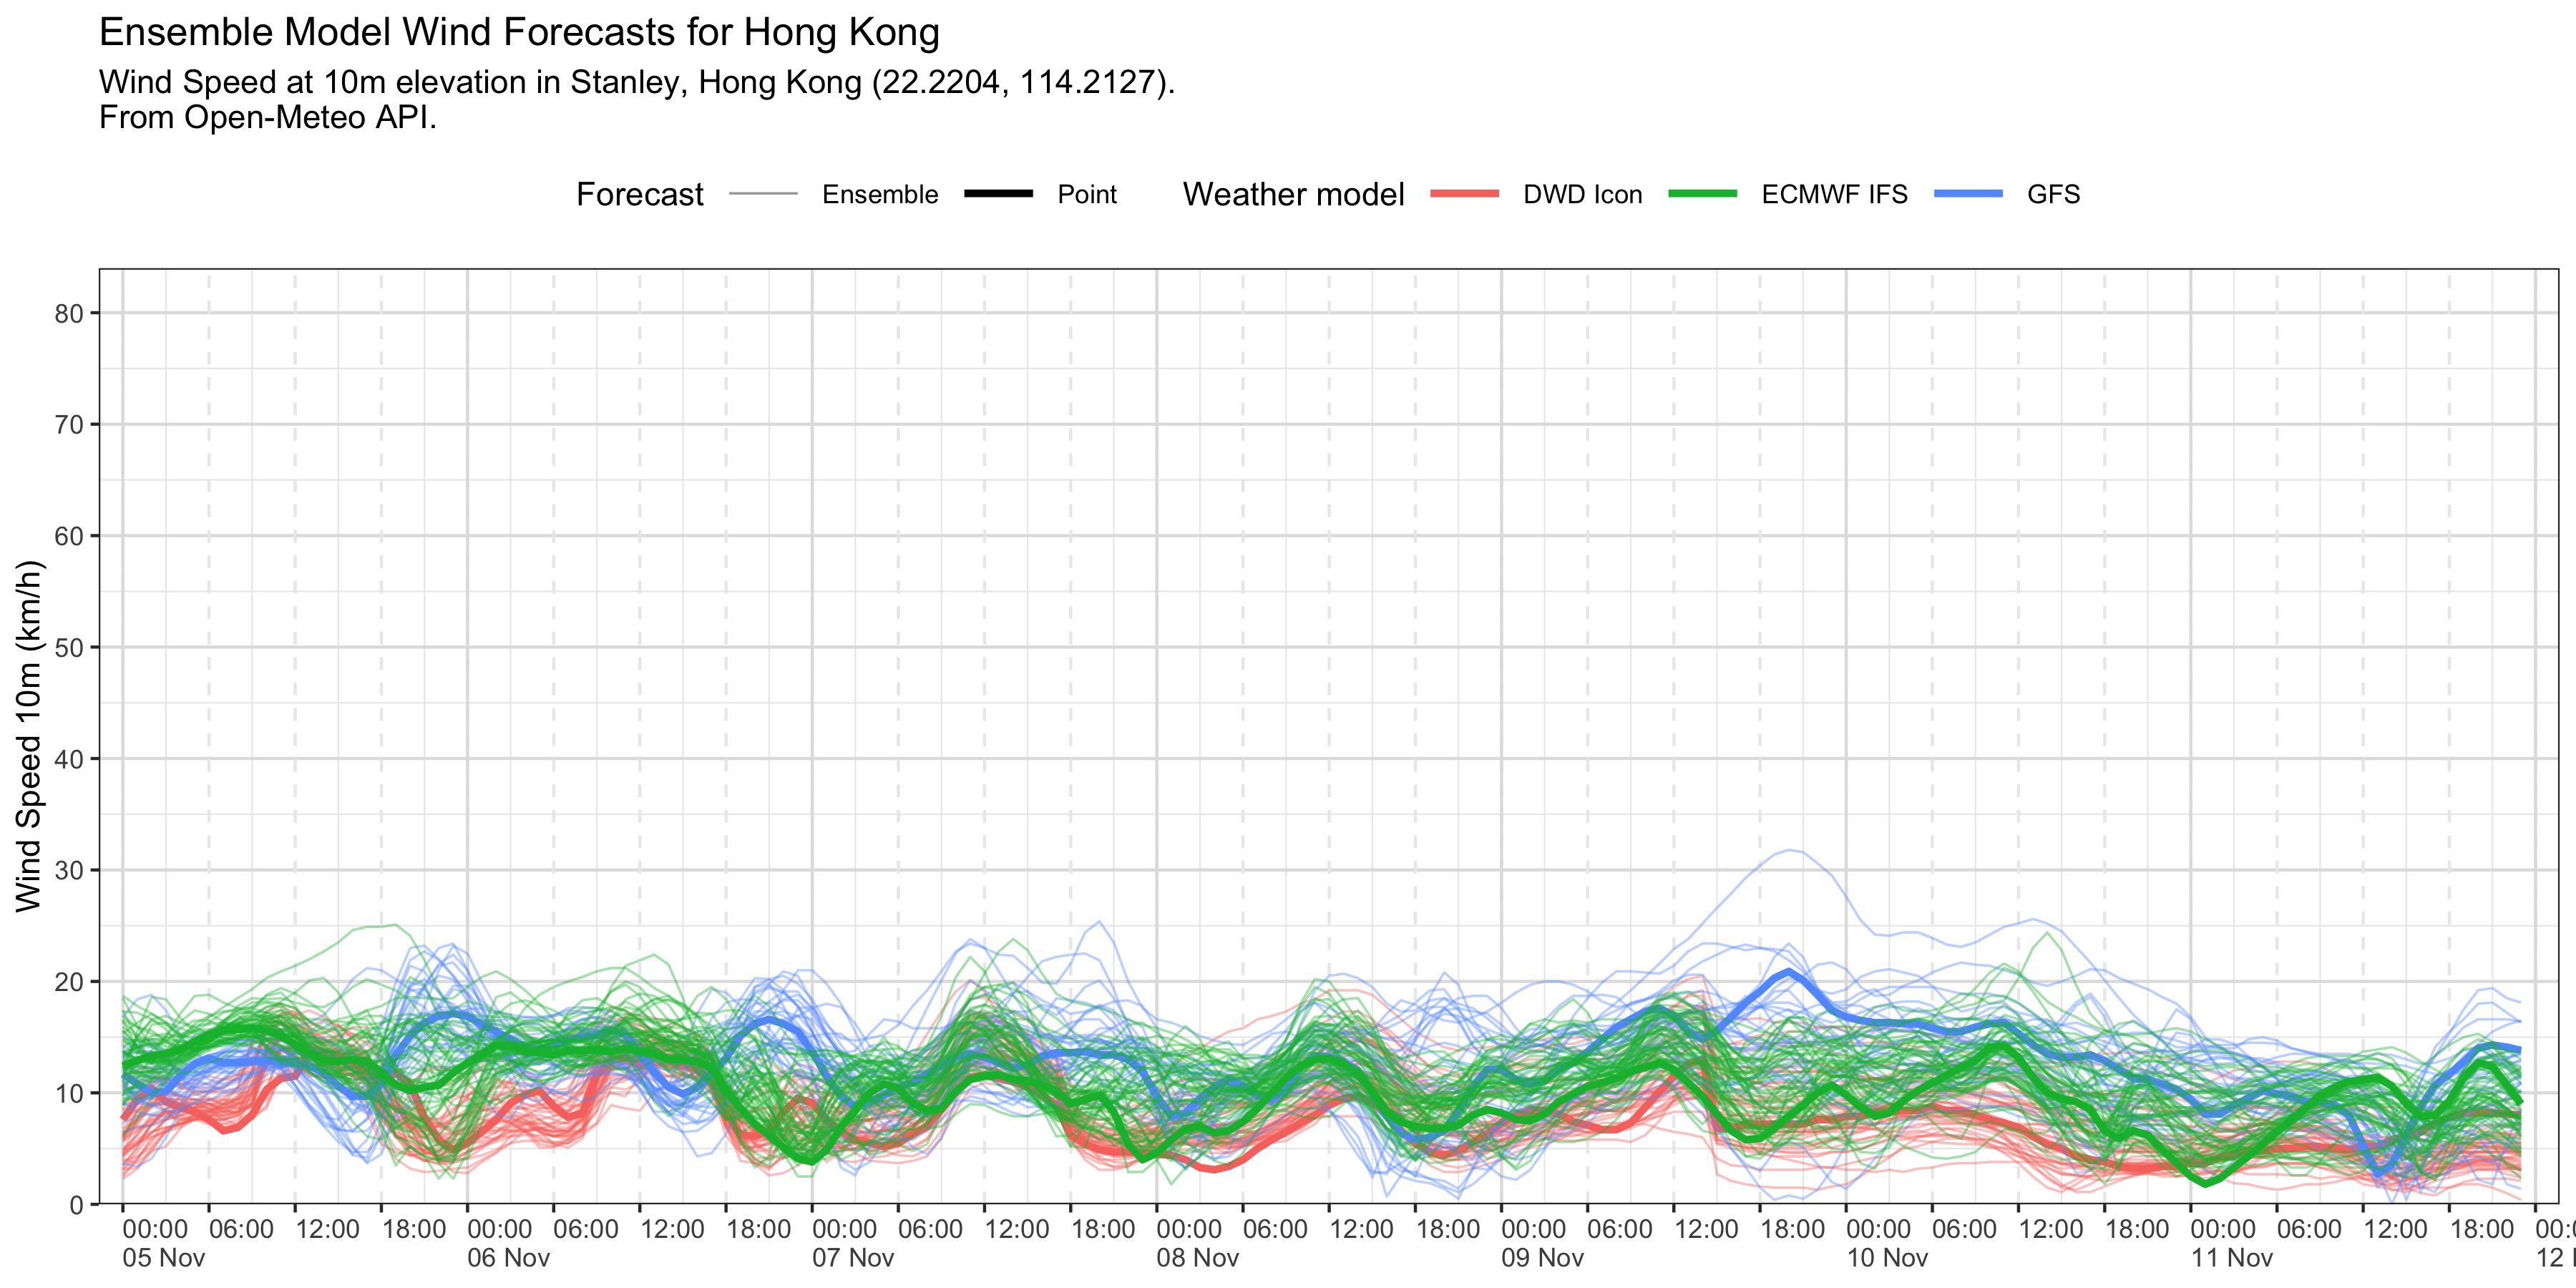 Ensemble Model Wind Forecasts for Hong Kong
Wind Speed at 10m elevation in Stanley, Hong Kong (22.2204, 114.2127).
From Open-Meteo API.
Forecast Ensemble Point Weather model DWD Icon ECMWF IFS GFS
Wind Speed 10m (km/h)
80
70
60
50
40
30
20
10
0
00:00 06:00 12:00 18:00 00:00 06:00 12:00 18:00 00:00 06:00 12:00 18:00 00:00 06:00 12:00 18:00 00:00 06:00 12:00 18:00 00:00 06:00 12:00 18:00 00:00 06:00 12:00 18:00
05 Nov 06 Nov 07 Nov 08 Nov 09 Nov 10 Nov 11 Nov 12